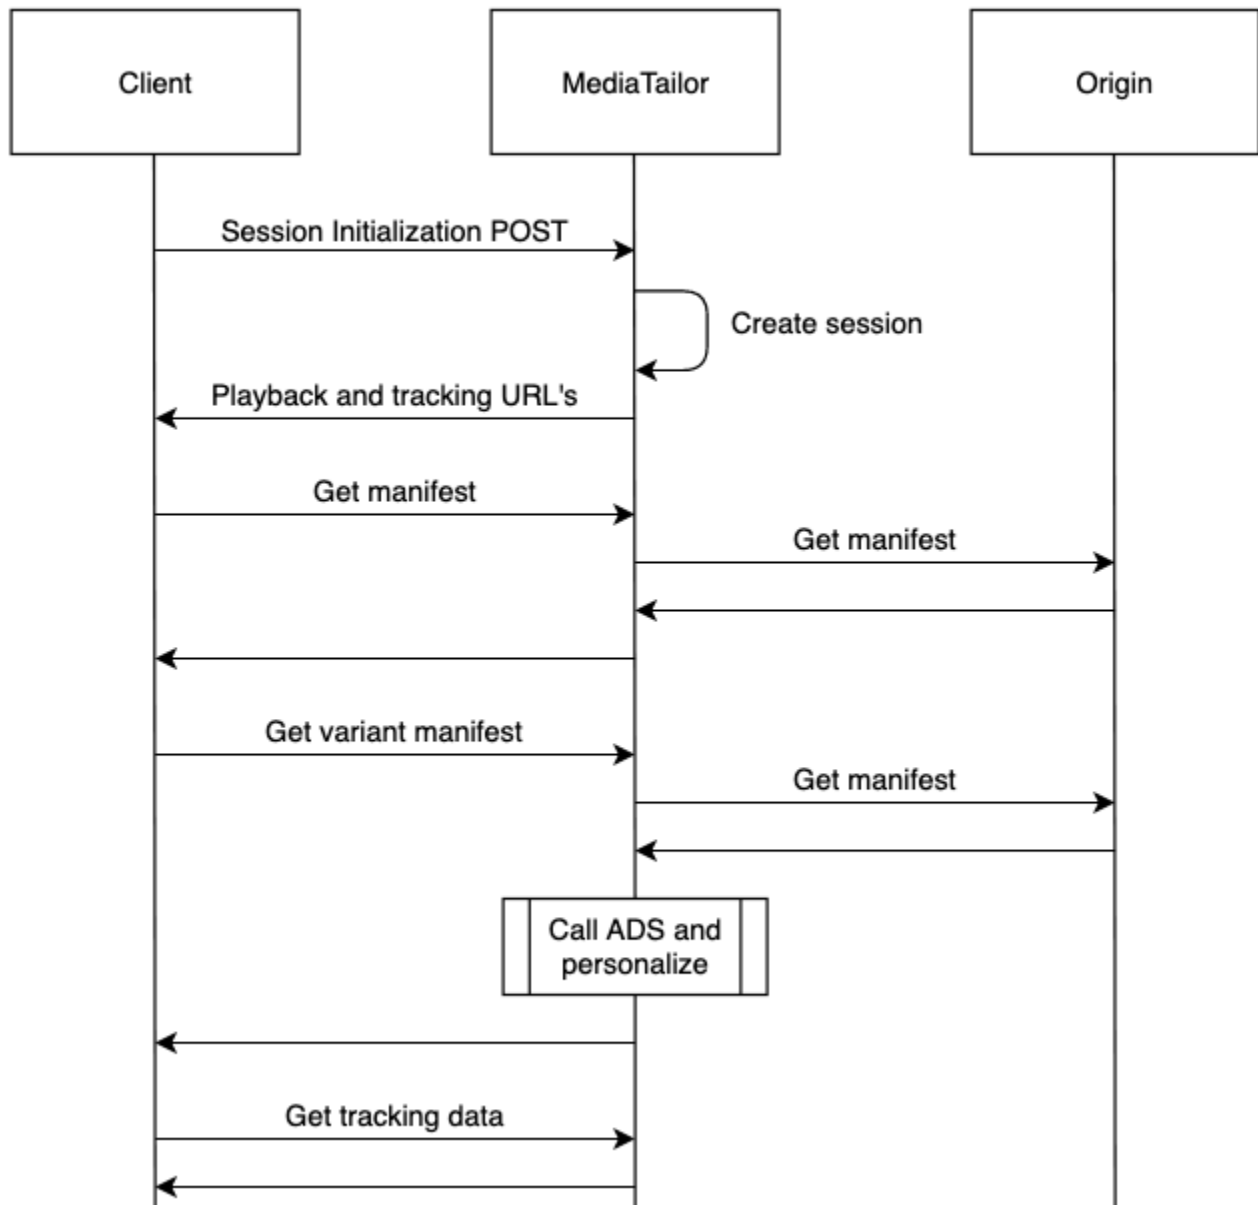 Client
MediaTailor
Origin
Session Initialization POST
Create session
Playback and tracking URL's
Get manifest
Get manifest
Get variant manifest
Get manifest
Call ADS and
personalize
Get tracking data